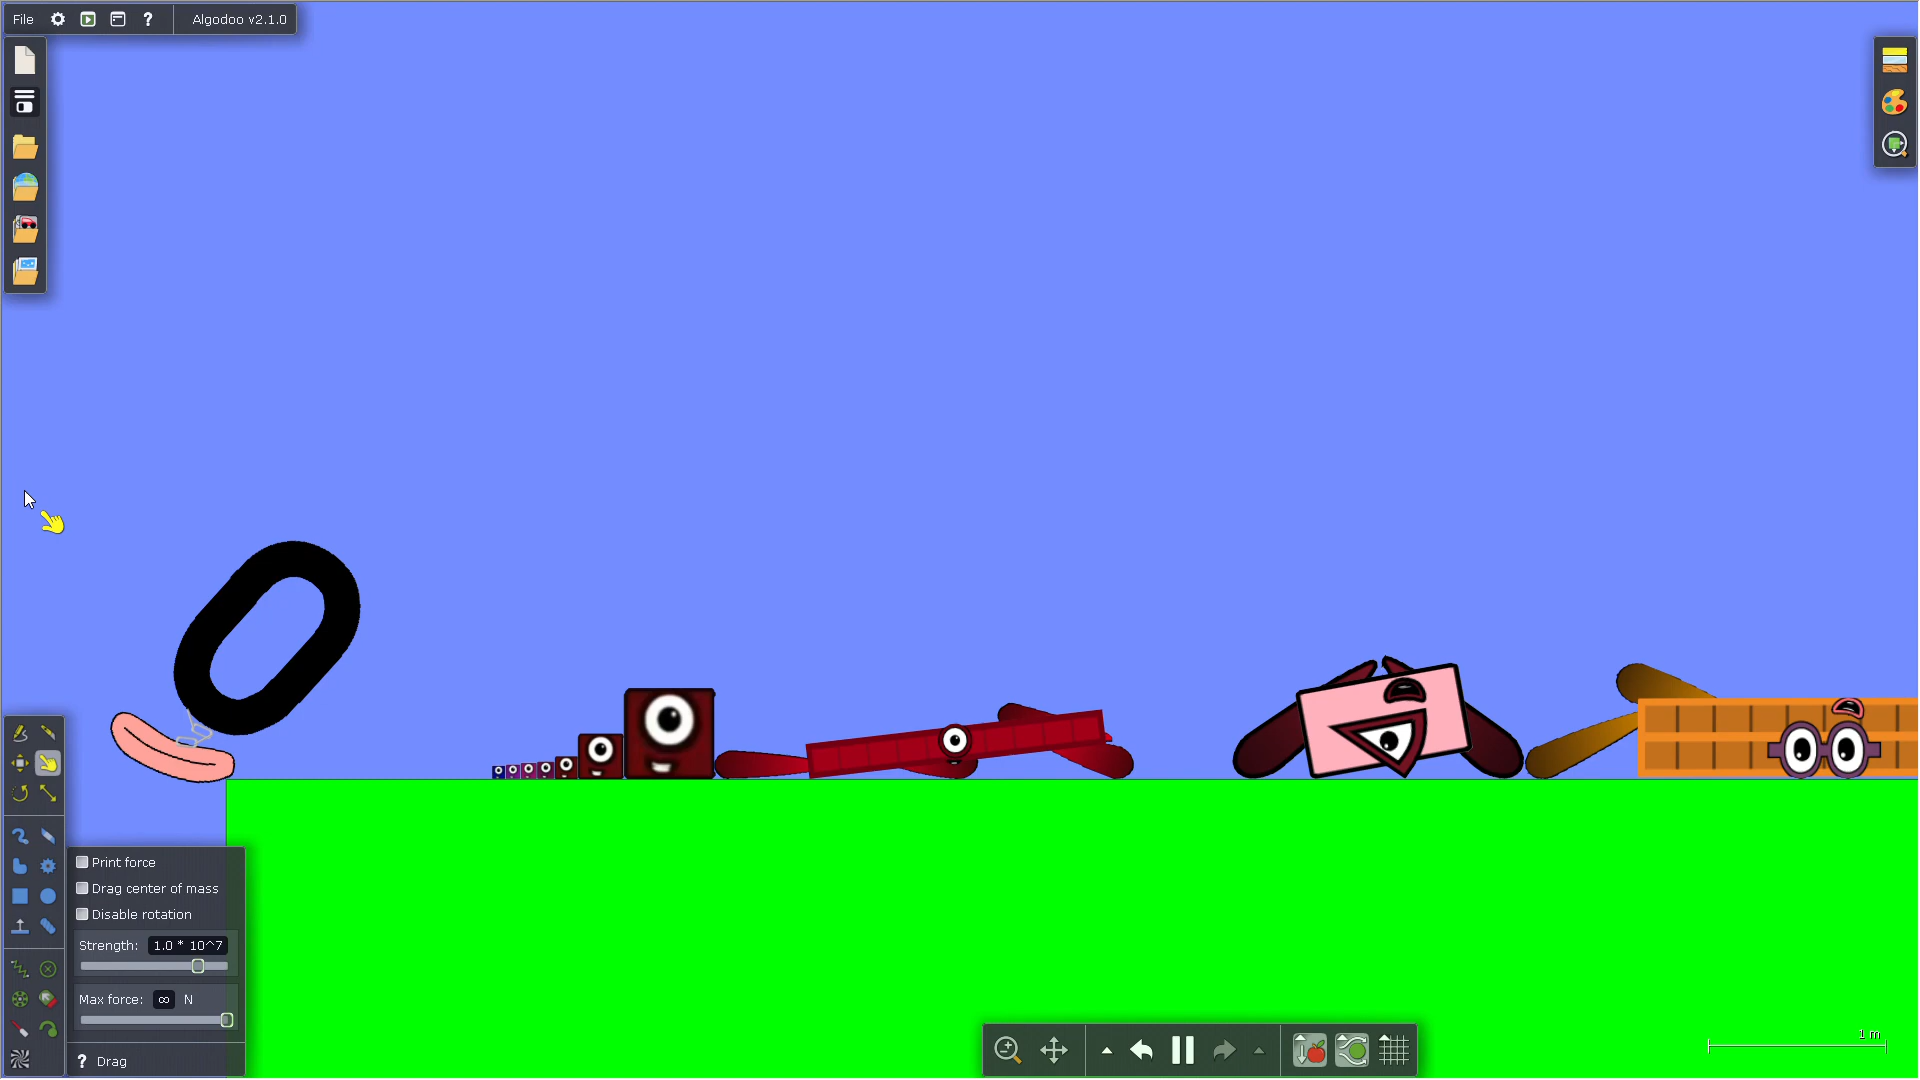 File ? Algodoo v2.1.0
Print force
Drag center of mass
Disable rotation
Strength: 1.0 * 10^7
Max force: ∞ N
? Drag
1 m